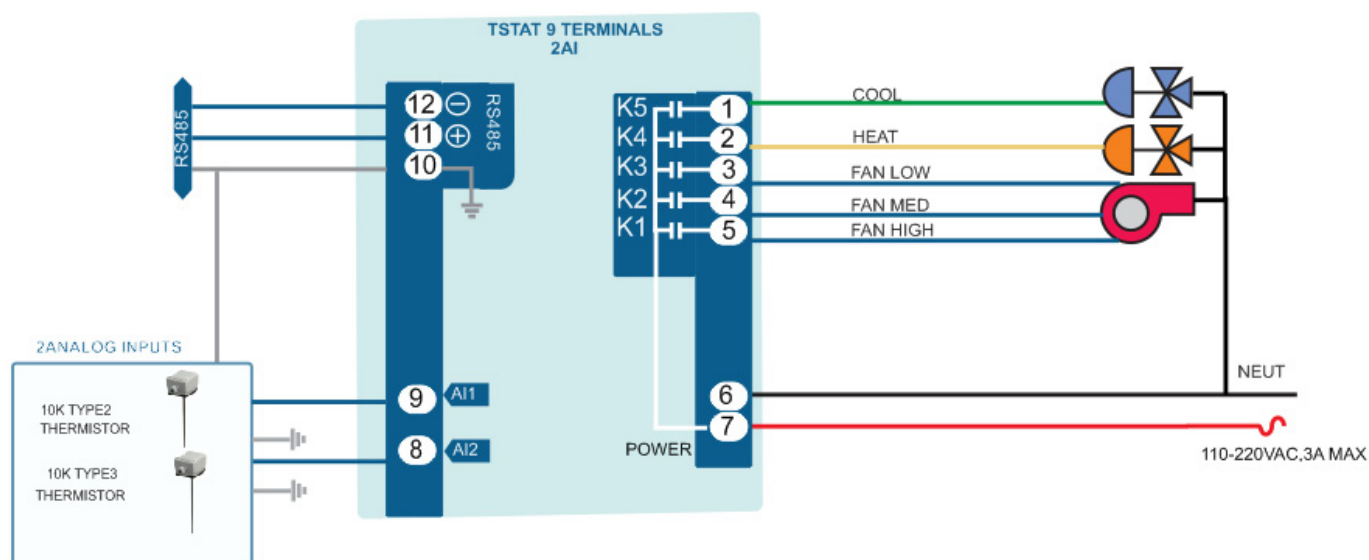 TSTAT 9 TERMINALS
2AI
RS485
12
11
10
RS485
K5
K4
K3
K2
K1
1
2
3
4
5
COOL
HEAT
FAN LOW
FAN MED
FAN HIGH
2ANALOG INPUTS
10K TYPE2
THERMISTOR
10K TYPE3
THERMISTOR
9
AI1
8
AI2
6
7
POWER
NEUT
110-220VAC,3A MAX